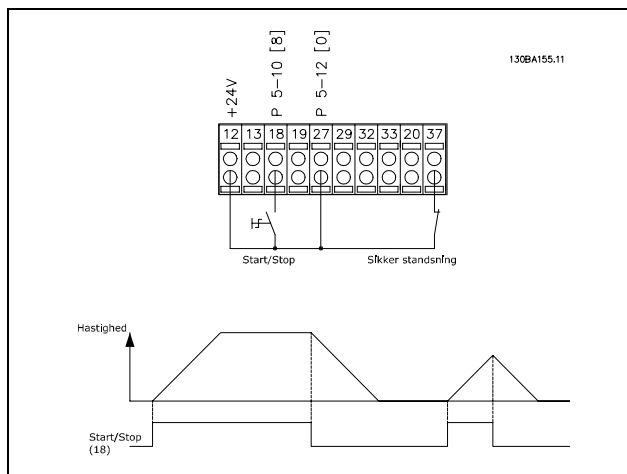 130BA155.11
+24V
P 5-10 [8]
P 5-12 [0]
12 13 18 19 27 29 32 33 20 37
Start/Stop
Sikker standsning
Hastighed
Start/Stop
(18)